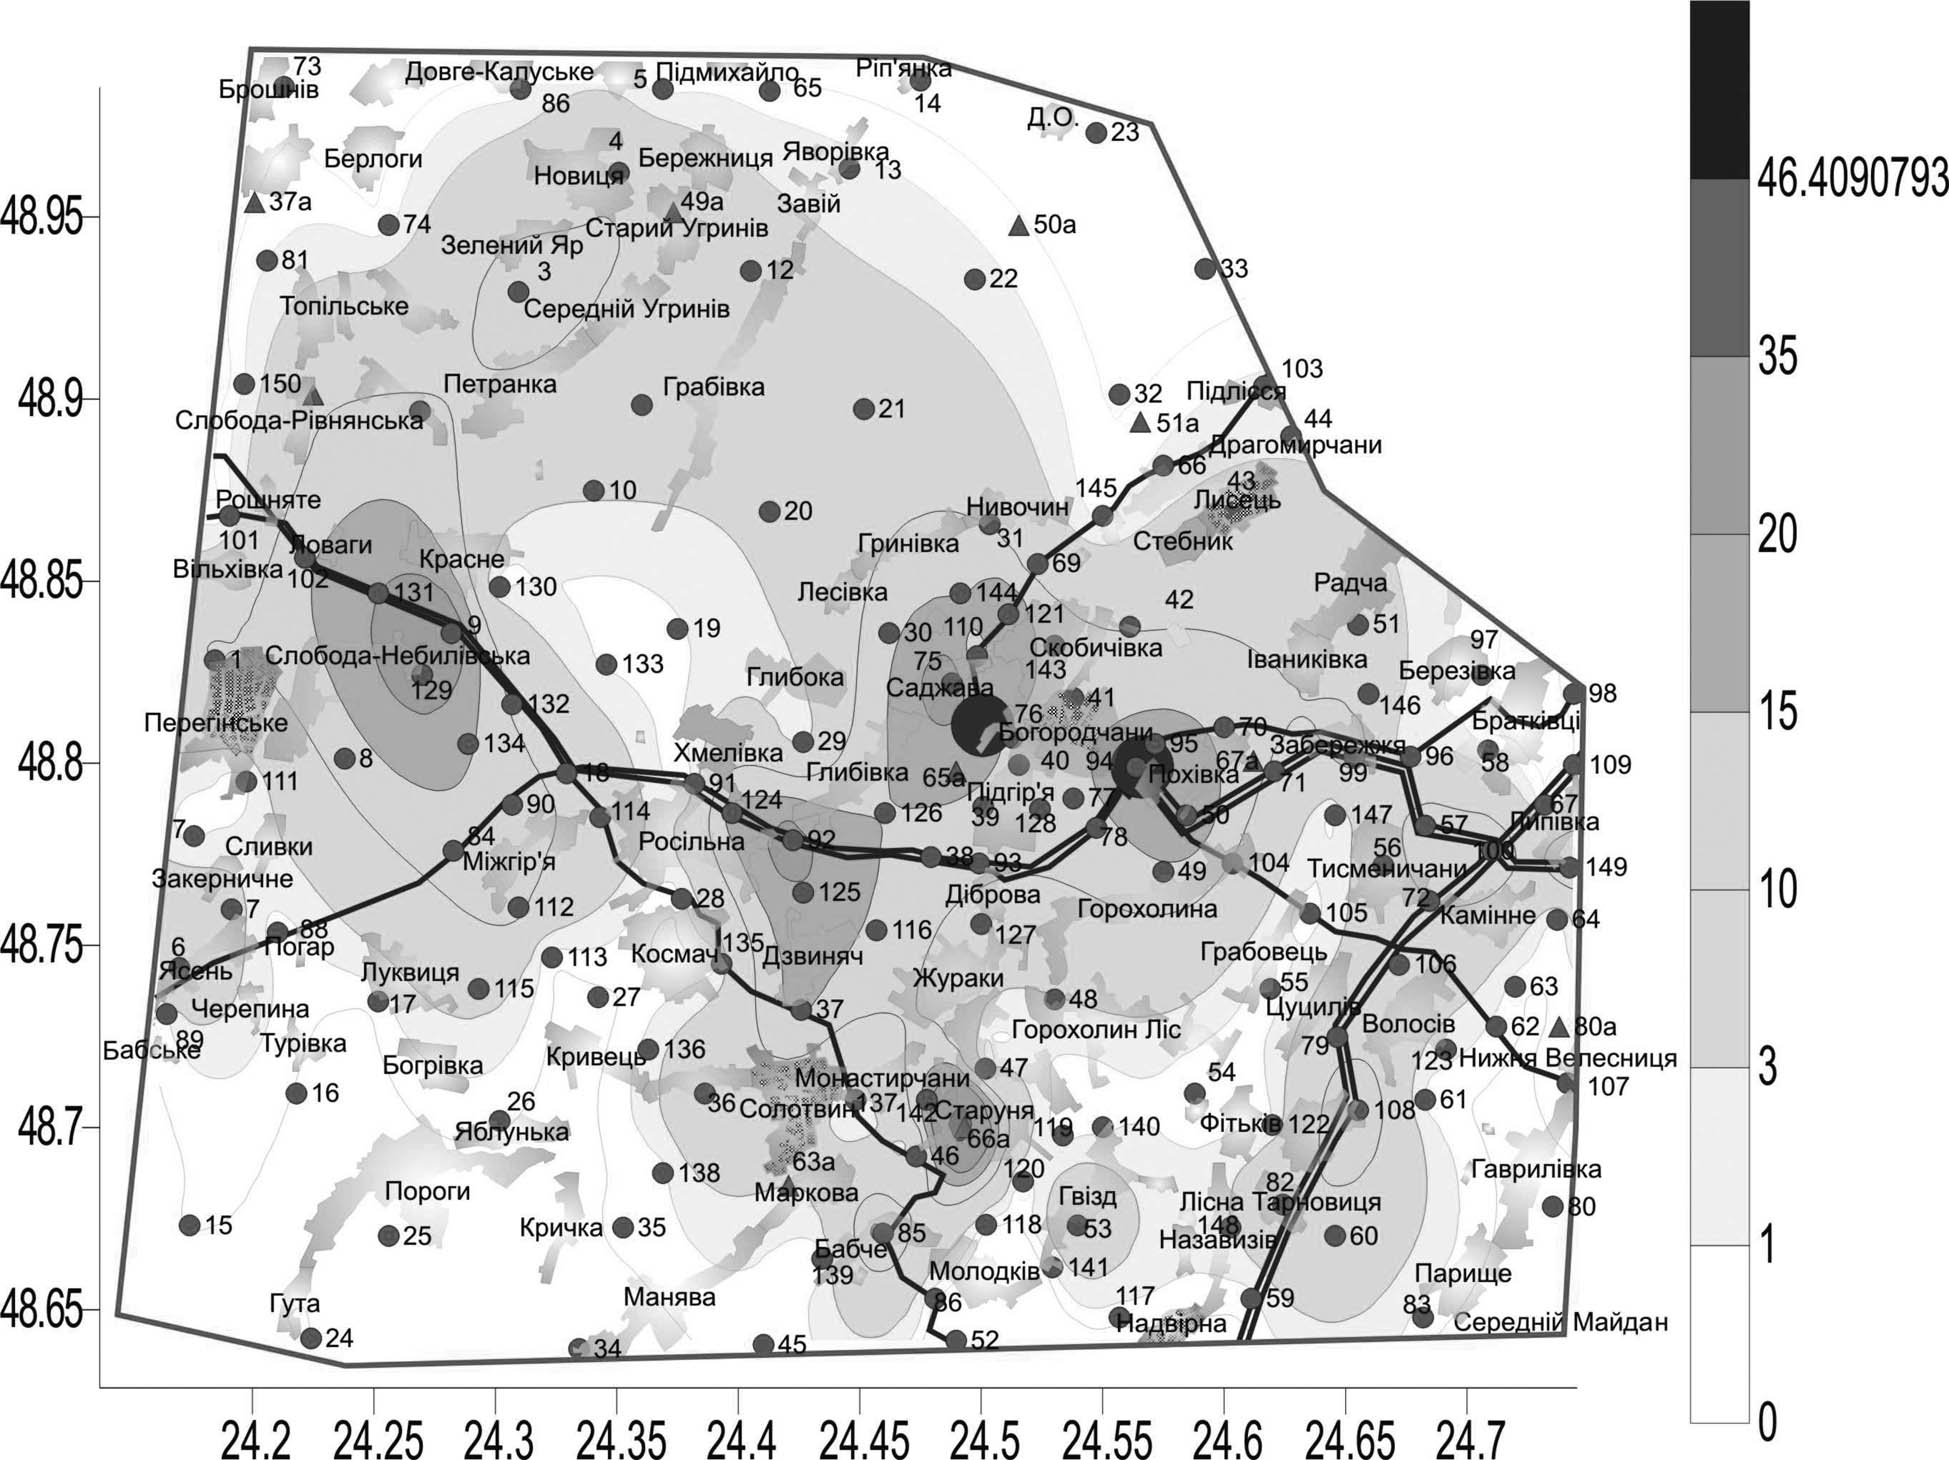 73
Брошнів
Довге-Калуське
86
5
Підмихайло
65
Ріп'янка
14
Д.О.
23
Берлоги
4
Новиця
Бережниця
Яворівка
13
37а
49а
Завій
48.95
74
Старий Угринів
50а
81
Зелений Яр
3
12
22
33
Топільське
Середній Угринів
103
48.9
150
Петранка
Грабівка
32
Підлісся
Слобода-Рівнянська
21
51а
44
Драгомирчани
66
43
Лисець
10
145
Рошняте
20
Нивочин
31
101
Ловаги
Гринівка
Стебник
48.85
Вільхівка
102
Красне
69
131
130
Лесівка
144
42
Радча
121
9
19
30
110
51
97
1
Слобода-Небилівська
133
75
143
Скобичівка
Іваниківка
Березівка
129
Глибока
Саджава
41
146
98
Перегінське
132
76
Богородчани
70
Братківці
134
Хмелівка
29
95
Забережжя
96
48.8
8
18
91
Глибівка
65а
40
94
Похівка
67а
71
99
58
109
111
90
124
126
Підгір'я
39
128
77
50
147
67
7
114
Росільна
92
78
57
Липівка
Сливки
84
Міжгір'я
38
93
49
104
56
100
Закерничне
125
Діброва
Тисменичани
149
7
112
28
Горохолина
105
72
Камінне
64
48.75
88
Погар
116
127
6
Ясень
113
Космач
135
Дзвиняч
Жураки
Грабовець
106
Луквиця
17
115
27
48
55
63
Черепина
37
Цуцилів
89
Горохолин Ліс
Волосів
62
80а
Бабське
Турівка
Кривець
136
79
123
Нижня Велесниця
Богрівка
47
54
107
16
Монастирчани
36
Солотвин
137
142
Старуня
61
26
108
48.7
Яблунька
66а
119
140
Фітьків
122
63а
46
120
Гаврилівка
138
Маркова
Пороги
Гвізд
82
Лісна Тарновиця
80
15
25
Кричка
35
85
118
53
148
Назавизів
60
Бабче
139
Молодків
141
Парище
48.65
Гута
Манява
86
117
59
83
24
Надвірна
Середній Майдан
34
45
52
24.2
24.25
24.3
24.35
24.4
24.45
24.5
24.55
24.6
24.65
24.7
46.4090793
35
20
15
10
3
1
0